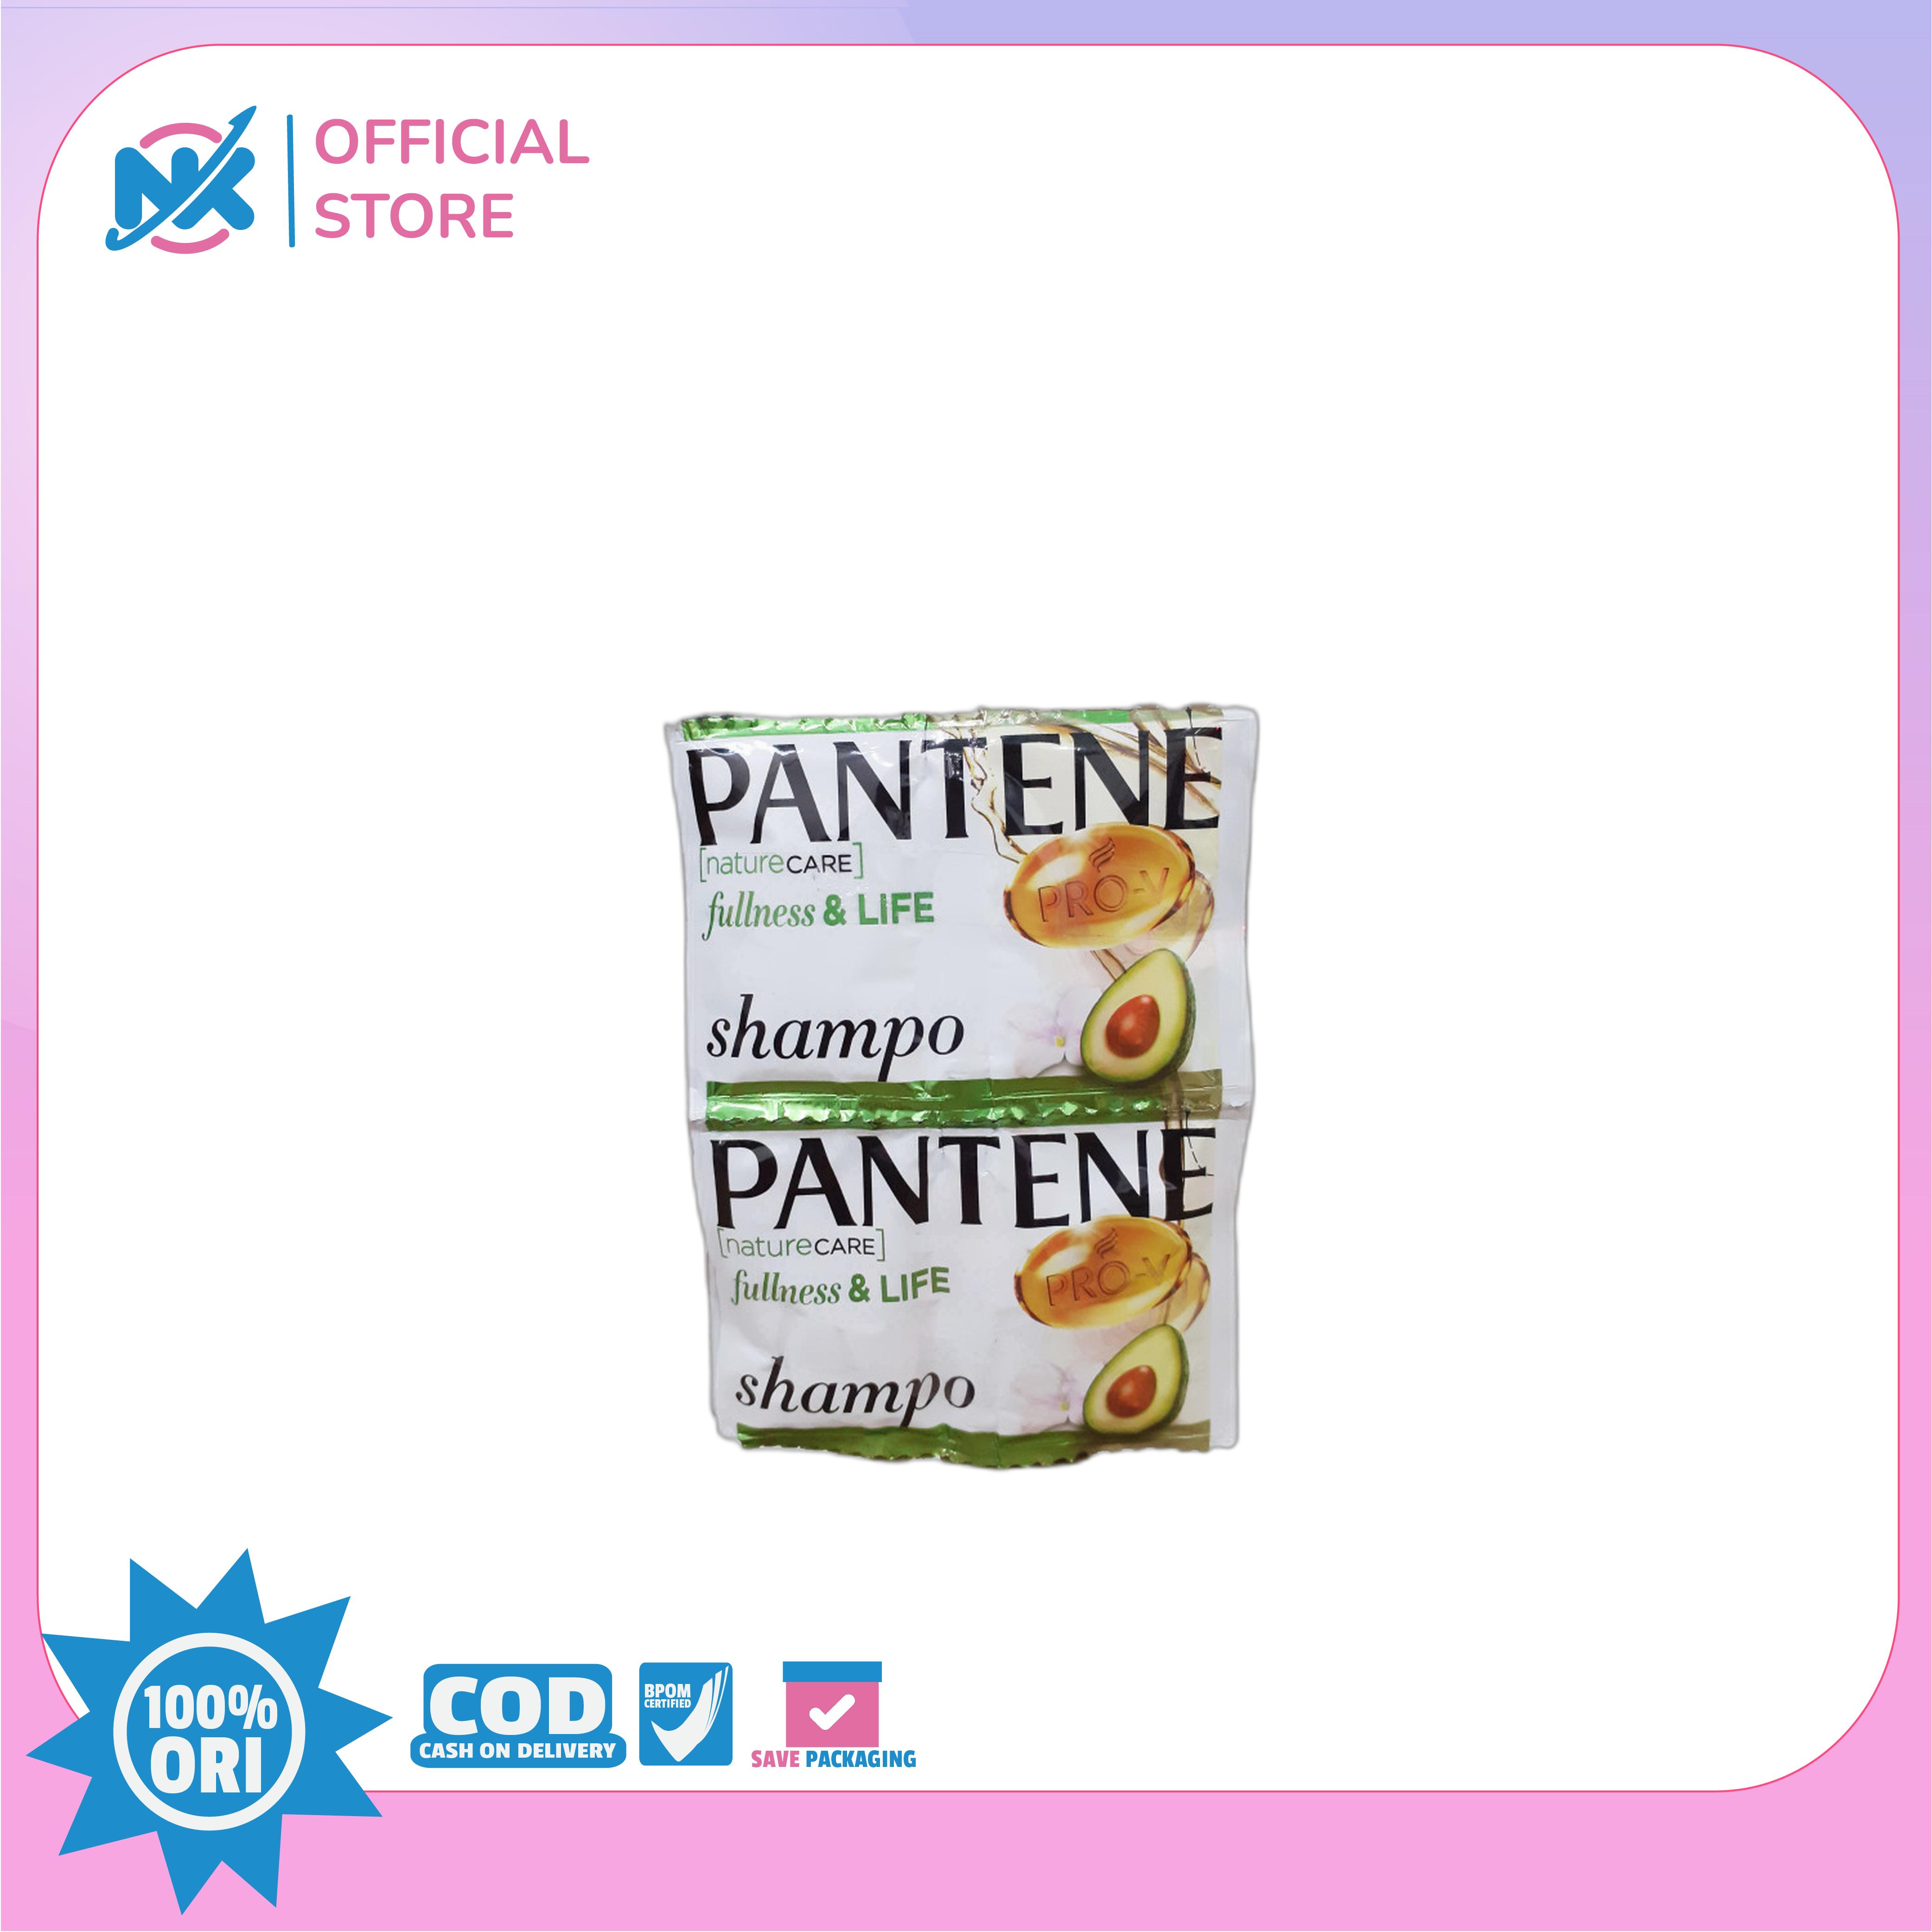 NK
OFFICIAL
STORE
PANTENE
[natureCARE]
fullness & LIFE
PRO-V
shampo
PANTENE
[natureCARE]
fullness & LIFE
PRO-V
shampo
100%
ORI
COD
CASH ON DELIVERY
BPOM
CERTIFIED
SAVE PACKAGING